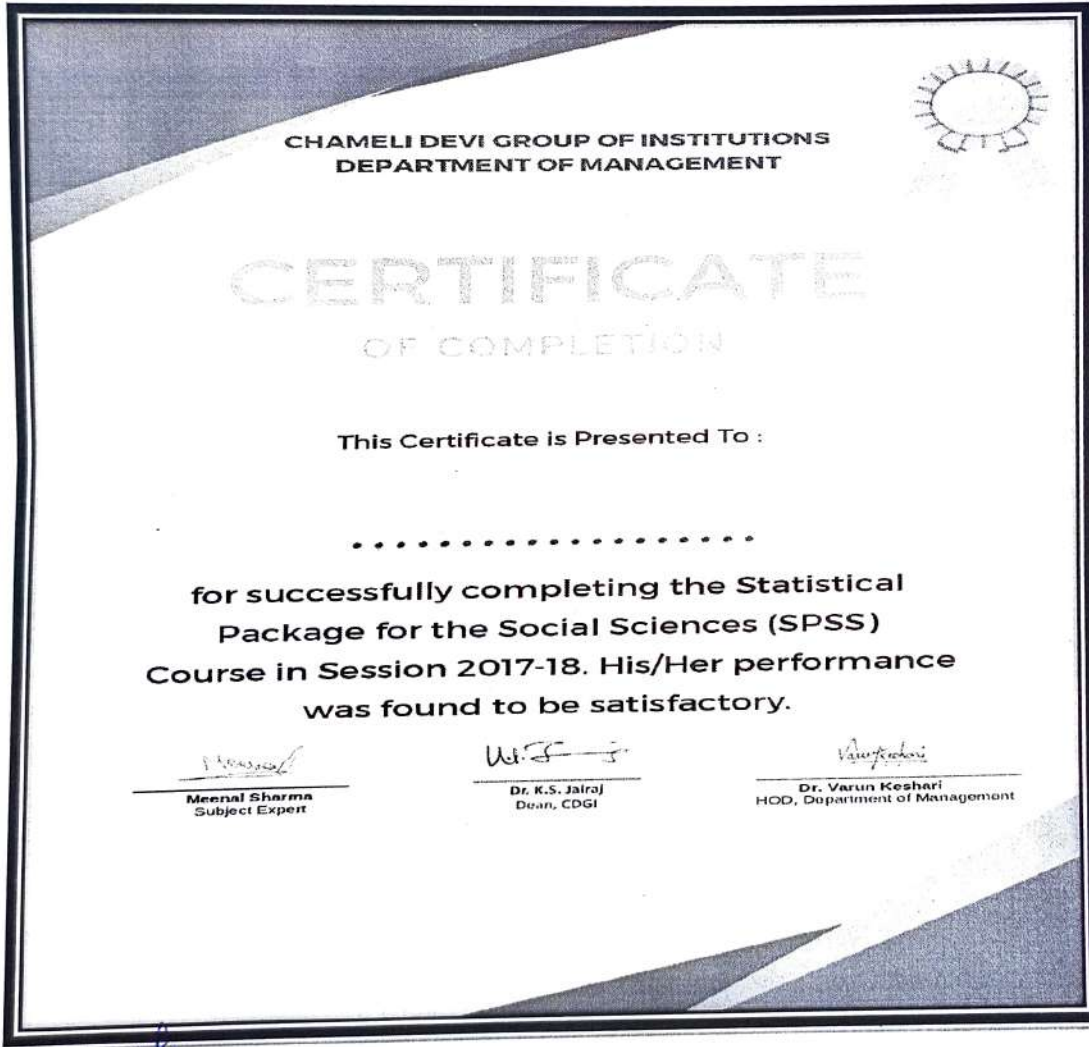 CHAMELI DEVI GROUP OF INSTITUTIONS
DEPARTMENT OF MANAGEMENT
CERTIFICATE
OF COMPLETION
This Certificate is Presented To :
....................
for successfully completing the Statistical
Package for the Social Sciences (SPSS)
Course in Session 2017-18. His/Her performance
was found to be satisfactory.
Meenal Sharma
Subject Expert
Dr. K.S. Jairaj
Dean, CDGI
Dr. Varun Keshari
HOD, Department of Management